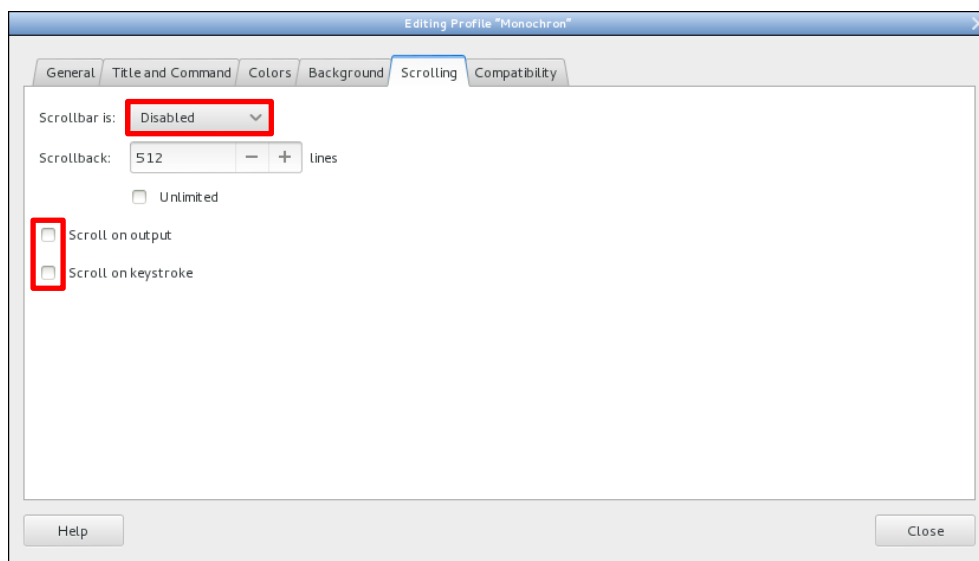 Editing Profile "Monochron"
General Title and Command Colors Background Scrolling Compatibility
Scrollbar is: Disabled
Scrollback: 512 lines
Unlimited
Scroll on output
Scroll on keystroke
Help Close